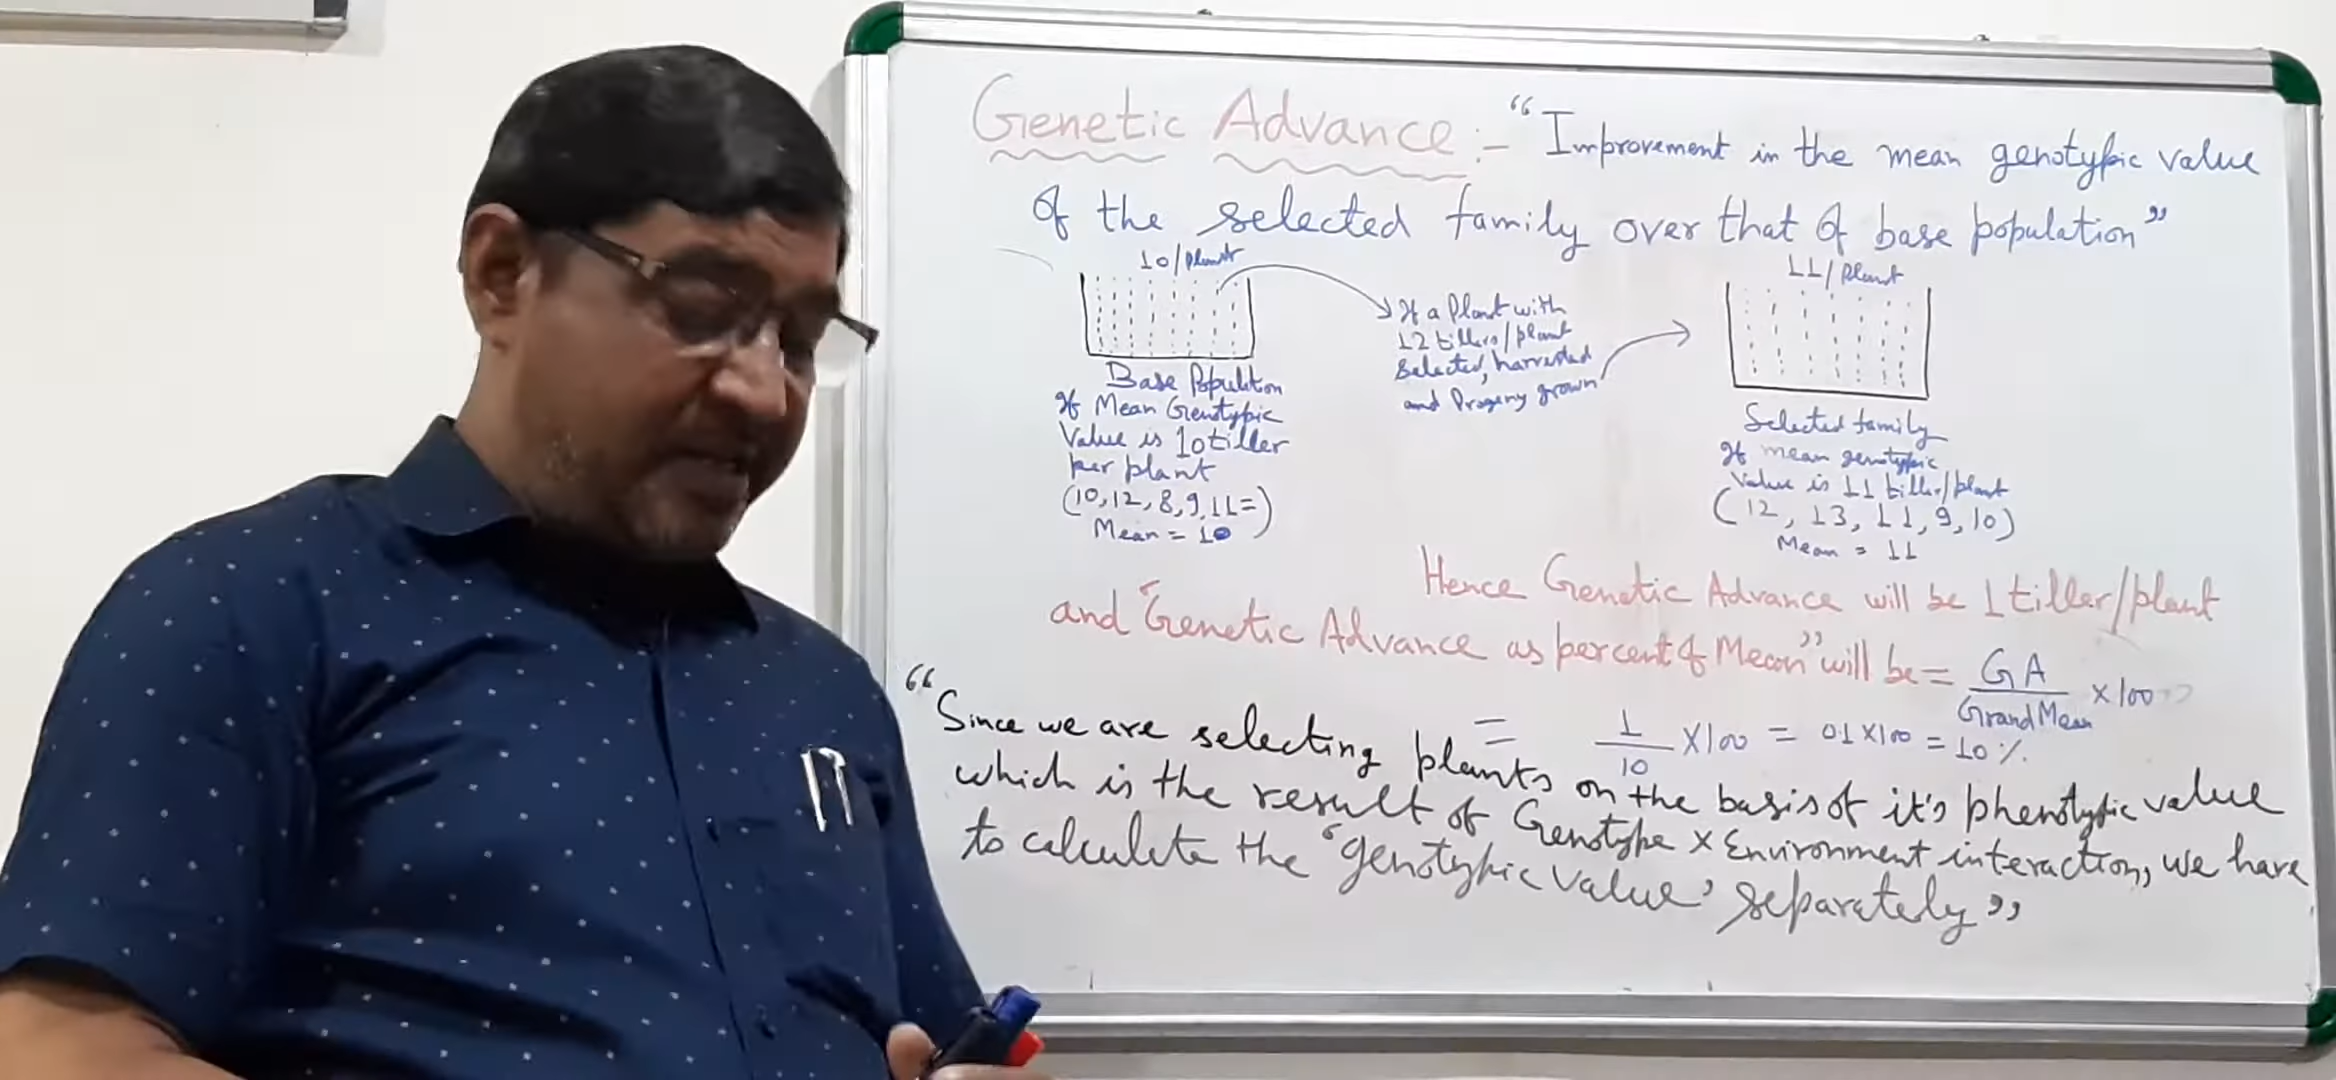 Genetic Advance :- “Improvement in the mean genotypic value
of the selected family over that of base population”
10/plant
Base Population
If Mean Genotypic
Value is 10 tiller
per plant
(10, 12, 8, 9, 11=)
Mean = 10
If a Plant with
12 tillers/plant
Selected, harvested
and Progeny grown
11/plant
Selected family
If mean genotypic
Value is 11 tiller/plant
(12, 13, 11, 9, 10)
Mean = 11
Hence Genetic Advance will be 1 tiller/plant
and “Genetic Advance as percent of Mean” will be = GA / Grand Mean × 100
= 1/10 × 100 = 0.1 × 100 = 10 %.
“Since we are selecting plants on the basis of it's phenotypic value
which is the result of Genotype × Environment interaction, we have
to calculate the ‘genotypic value’ separately”